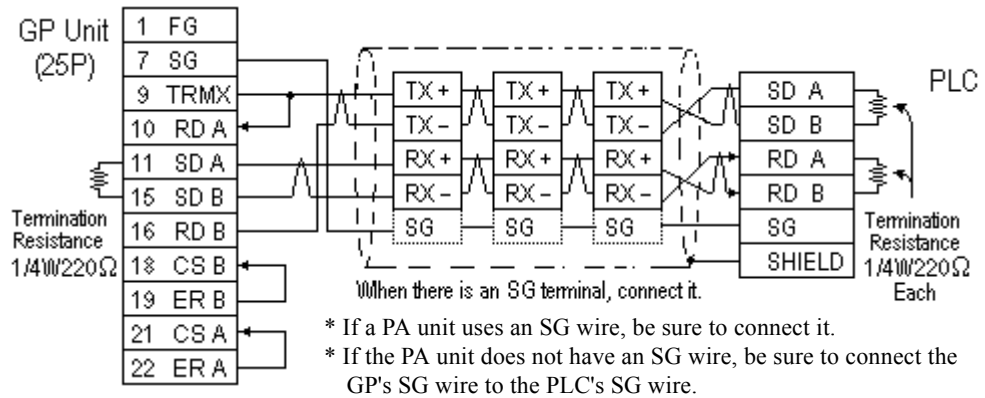 GP Unit
(25P)
1 FG
7 SG
9 TRMX
10 RD A
11 SD A
15 SD B
16 RD B
18 CS B
19 ER B
21 CS A
22 ER A
Termination
Resistance
1/4W220Ω
TX+ TX+ TX+
TX- TX- TX-
RX+ RX+ RX+
RX- RX- RX-
SG SG SG
When there is an SG terminal, connect it.
PLC
SD A
SD B
RD A
RD B
SG
SHIELD
Termination
Resistance
1/4W220Ω
Each
* If a PA unit uses an SG wire, be sure to connect it.
* If the PA unit does not have an SG wire, be sure to connect the
GP's SG wire to the PLC's SG wire.